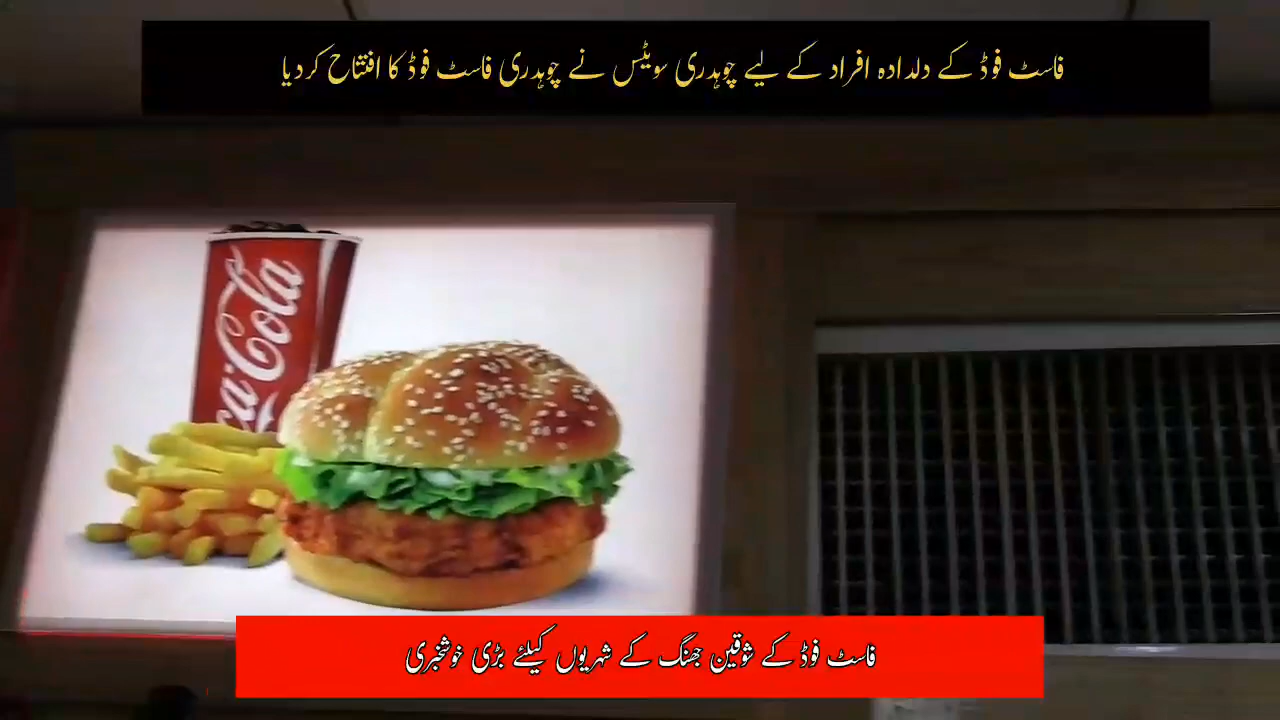 فاسٹ فوڈ کے دلدادہ افراد کے لیے چوہدری سویٹس نے چوہدری فاسٹ فوڈ کا افتتاح کردیا
ca-Cola
فاسٹ فوڈ کے شوقین جھنگ کے شہریوں کیلئے بڑی خوشخبری